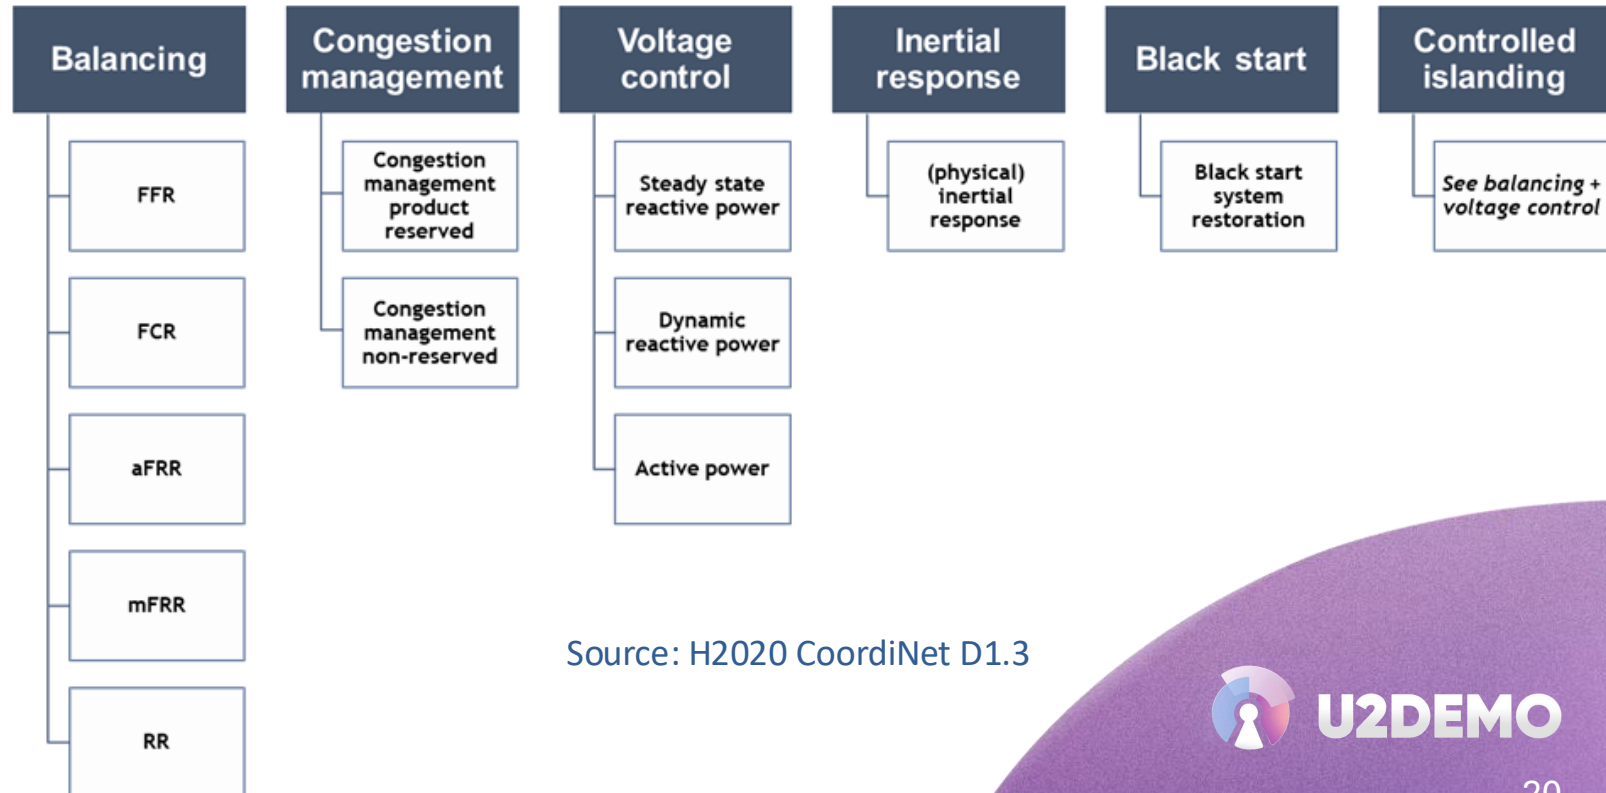 Balancing
FFR
FCR
aFRR
mFRR
RR
Congestion
management
Congestion
management
product
reserved
Congestion
management
non-reserved
Voltage
control
Steady state
reactive power
Dynamic
reactive power
Active power
Inertial
response
(physical)
inertial
response
Black start
Black start
system
restoration
Controlled
islanding
See balancing +
voltage control
Source: H2020 CoordiNet D1.3
U2DEMO
20